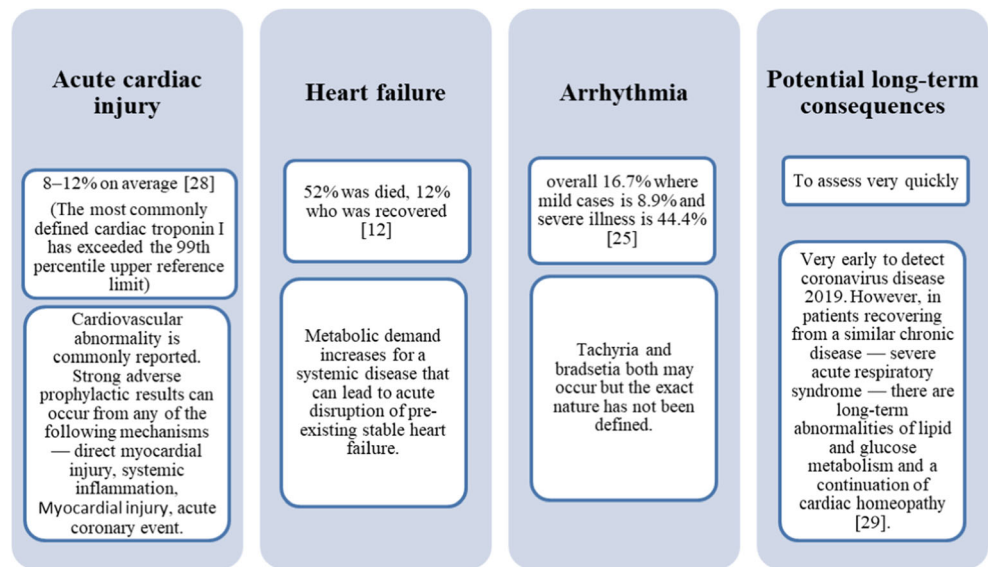 Acute cardiac
injury
8–12% on average [28]
(The most commonly
defined cardiac troponin I
has exceeded the 99th
percentile upper reference
limit)
Cardiovascular
abnormality is
commonly reported.
Strong adverse
prophylactic results can
occur from any of the
following mechanisms
— direct myocardial
injury, systemic
inflammation,
Myocardial injury, acute
coronary event.
Heart failure
52% was died, 12%
who was recovered
[12]
Metabolic demand
increases for a
systemic disease that
can lead to acute
disruption of pre-
existing stable heart
failure.
Arrhythmia
overall 16.7% where
mild cases is 8.9% and
severe illness is 44.4%
[25]
Tachyria and
bradsetia both may
occur but the exact
nature has not been
defined.
Potential long-term
consequences
To assess very quickly
Very early to detect
coronavirus disease
2019. However, in
patients recovering
from a similar chronic
disease — severe
acute respiratory
syndrome — there are
long-term
abnormalities of lipid
and glucose
metabolism and a
continuation of
cardiac homeopathy
[29].